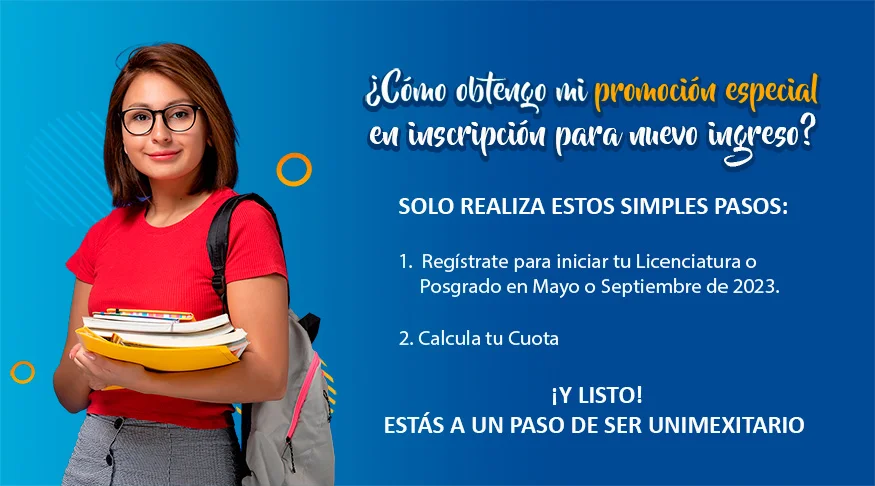 ¿Cómo obtengo mi promoción especial
en inscripción para nuevo ingreso?
SOLO REALIZA ESTOS SIMPLES PASOS:
1. Regístrate para iniciar tu Licenciatura o
Posgrado en Mayo o Septiembre de 2023.
2. Calcula tu Cuota
¡Y LISTO!
ESTÁS A UN PASO DE SER UNIMEXITARIO